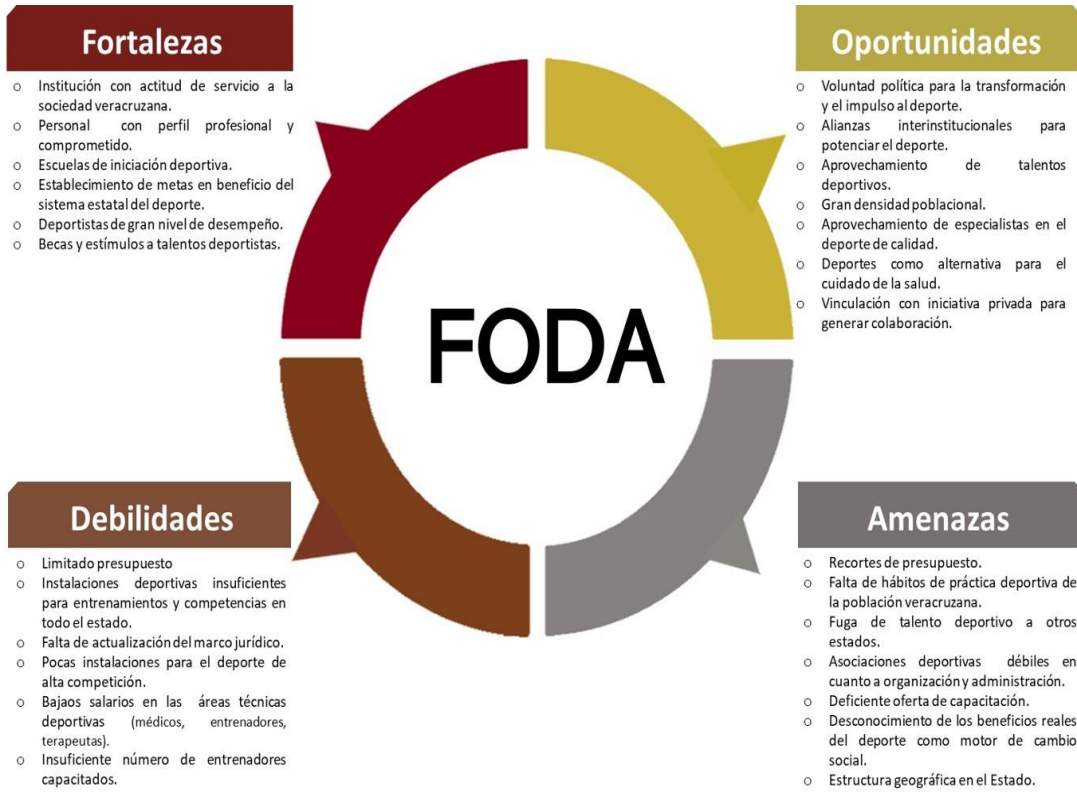 Fortalezas
o Institución con actitud de servicio a la
sociedad veracruzana.
o Personal con perfil profesional y
comprometido.
o Escuelas de iniciación deportiva.
o Establecimiento de metas en beneficio del
sistema estatal del deporte.
o Deportistas de gran nivel de desempeño.
o Becas y estímulos a talentos deportistas.
Oportunidades
o Voluntad política para la transformación
y el impulso al deporte.
o Alianzas interinstitucionales para
potenciar el deporte.
o Aprovechamiento de talentos
deportivos.
o Gran densidad poblacional.
o Aprovechamiento de especialistas en el
deporte de calidad.
o Deportes como alternativa para el
cuidado de la salud.
o Vinculación con iniciativa privada para
generar colaboración.
FODA
Debilidades
o Limitado presupuesto
o Instalaciones deportivas insuficientes
para entrenamientos y competencias en
todo el estado.
o Falta de actualización del marco jurídico.
o Pocas instalaciones para el deporte de
alta competición.
o Bajaos salarios en las áreas técnicas
deportivas (médicos, entrenadores,
terapeutas).
o Insuficiente número de entrenadores
capacitados.
Amenazas
o Recortes de presupuesto.
o Falta de hábitos de práctica deportiva de
la población veracruzana.
o Fuga de talento deportivo a otros
estados.
o Asociaciones deportivas débiles en
cuanto a organización y administración.
o Deficiente oferta de capacitación.
o Desconocimiento de los beneficios reales
del deporte como motor de cambio
social.
o Estructura geográfica en el Estado.